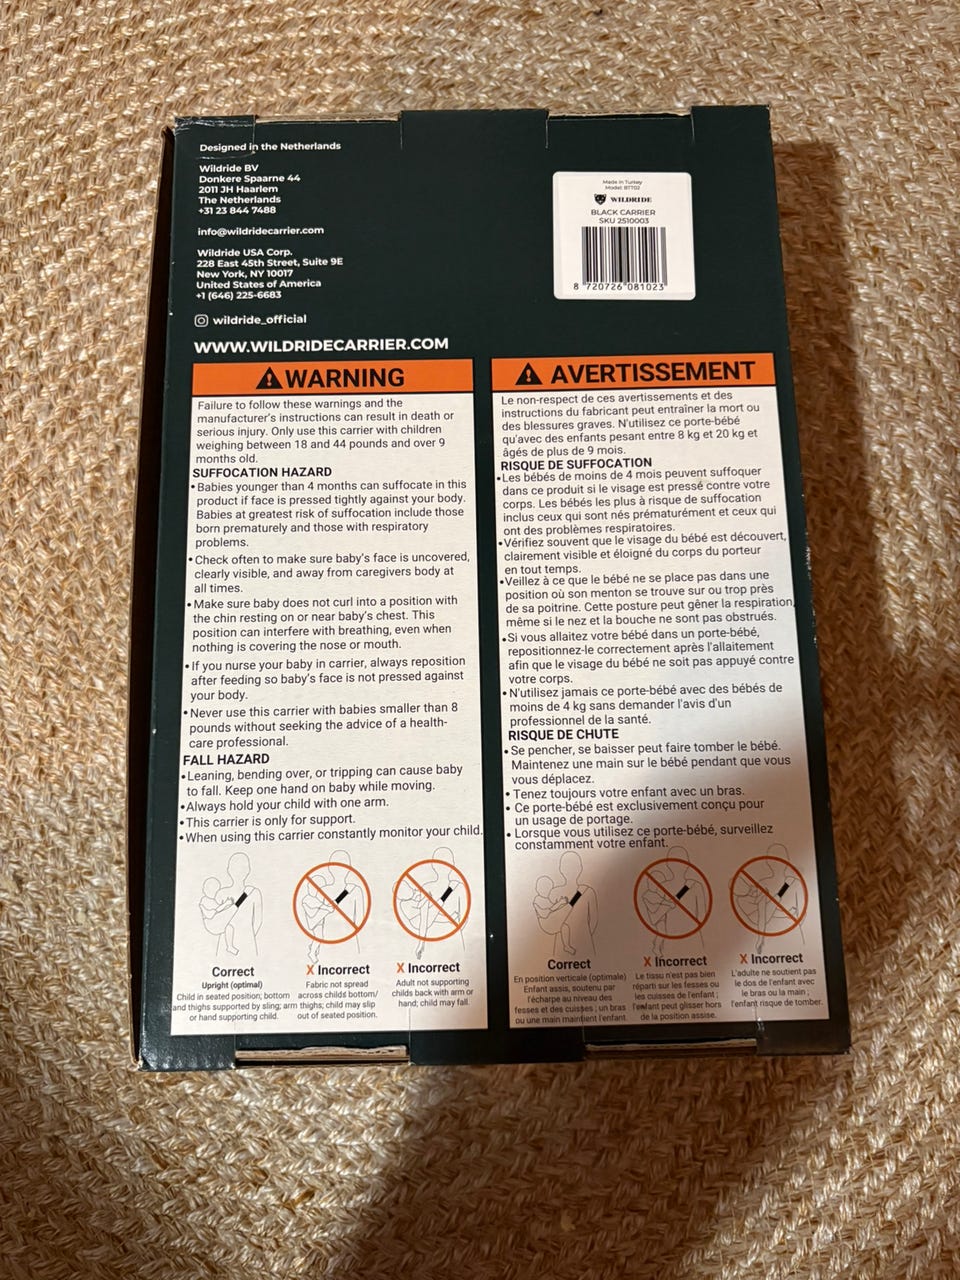 Designed in the Netherlands
Wildride BV
Donkere Spaarne 44
2011 JH Haarlem
The Netherlands
+31 23 844 7488
info@wildridecarrier.com
Wildride USA Corp.
228 East 45th Street, Suite 9E
New York, NY 10017
United States of America
+1 (646) 225-6683
wildride_official
WWW.WILDRIDECARRIER.COM
Made in Turkey
Model: BTT02
WILDRIDE
BLACK CARRIER
SKU 2510003
8 720726 081023
WARNING
Failure to follow these warnings and the
manufacturer's instructions can result in death or
serious injury. Only use this carrier with children
weighing between 18 and 44 pounds and over 9
months old.
SUFFOCATION HAZARD
• Babies younger than 4 months can suffocate in this
product if face is pressed tightly against your body.
Babies at greatest risk of suffocation include those
born prematurely and those with respiratory
problems.
• Check often to make sure baby's face is uncovered,
clearly visible, and away from caregivers body at
all times.
• Make sure baby does not curl into a position with
the chin resting on or near baby's chest. This
position can interfere with breathing, even when
nothing is covering the nose or mouth.
• If you nurse your baby in carrier, always reposition
after feeding so baby's face is not pressed against
your body.
• Never use this carrier with babies smaller than 8
pounds without seeking the advice of a health-
care professional.
FALL HAZARD
• Leaning, bending over, or tripping can cause baby
to fall. Keep one hand on baby while moving.
• Always hold your child with one arm.
• This carrier is only for support.
• When using this carrier constantly monitor your child.
Correct
Upright (optimal)
Child in seated position; bottom
and thighs supported by sling; arm
or hand supporting child.
X Incorrect
Fabric not spread
across childs bottom/
thighs; child may slip
out of seated position.
X Incorrect
Adult not supporting
childs back with arm or
hand; child may fall.
AVERTISSEMENT
Le non-respect de ces avertissements et des
instructions du fabricant peut entraîner la mort ou
des blessures graves. N'utilisez ce porte-bébé
qu'avec des enfants pesant entre 8 kg et 20 kg et
âgés de plus de 9 mois.
RISQUE DE SUFFOCATION
• Les bébés de moins de 4 mois peuvent suffoquer
dans ce produit si le visage est pressé contre votre
corps. Les bébés les plus à risque de suffocation
inclus ceux qui sont nés prématurément et ceux qui
ont des problèmes respiratoires.
• Vérifiez souvent que le visage du bébé est découvert,
clairement visible et éloigné du corps du porteur
en tout temps.
• Veillez à ce que le bébé ne se place pas dans une
position où son menton se trouve sur ou trop près
de sa poitrine. Cette posture peut gêner la respiration,
même si le nez et la bouche ne sont pas obstrués.
• Si vous allaitez votre bébé dans un porte-bébé,
repositionnez-le correctement après l'allaitement
afin que le visage du bébé ne soit pas appuyé contre
votre corps.
• N'utilisez jamais ce porte-bébé avec des bébés de
moins de 4 kg sans demander l'avis d'un
professionnel de la santé.
RISQUE DE CHUTE
• Se pencher, se baisser peut faire tomber le bébé.
Maintenez une main sur le bébé pendant que vous
vous déplacez.
• Tenez toujours votre enfant avec un bras.
• Ce porte-bébé est exclusivement conçu pour
un usage de portage.
• Lorsque vous utilisez ce porte-bébé, surveillez
constamment votre enfant.
Correct
En position verticale (optimale)
Enfant assis, soutenu par
l'écharpe au niveau des
fesses et des cuisses ; un bras
ou une main maintient l'enfant.
X Incorrect
Le tissu n'est pas bien
réparti sur les fesses ou
les cuisses de l'enfant ;
l'enfant peut glisser hors
de la position assise.
X Incorrect
L'adulte ne soutient pas
le dos de l'enfant avec
le bras ou la main ;
l'enfant risque de tomber.